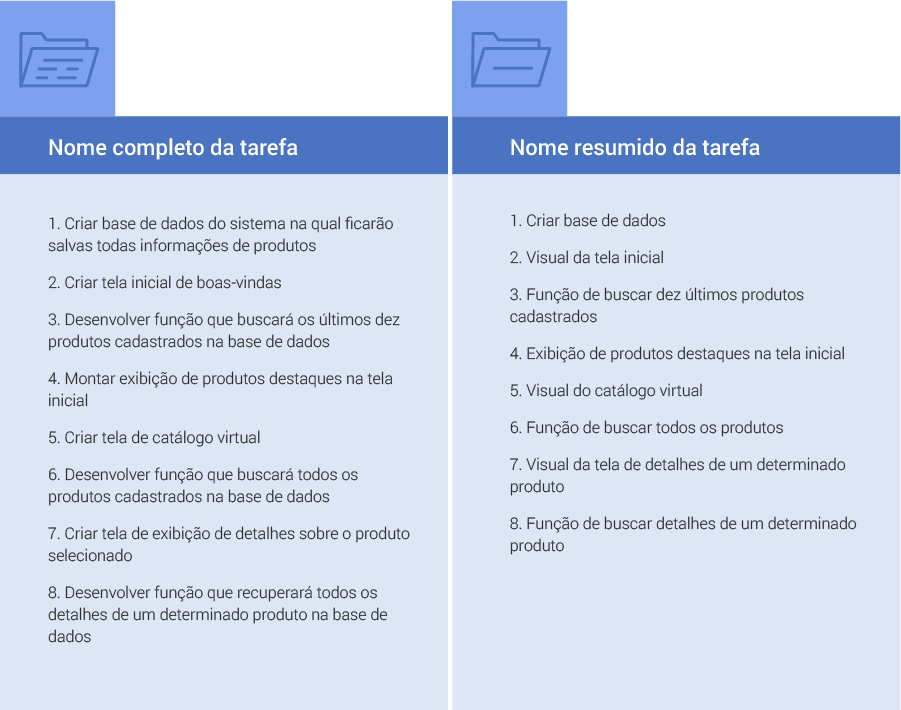 Nome completo da tarefa
1. Criar base de dados do sistema na qual ficarão
salvas todas informações de produtos
2. Criar tela inicial de boas-vindas
3. Desenvolver função que buscará os últimos dez
produtos cadastrados na base de dados
4. Montar exibição de produtos destaques na tela
inicial
5. Criar tela de catálogo virtual
6. Desenvolver função que buscará todos os
produtos cadastrados na base de dados
7. Criar tela de exibição de detalhes sobre o produto
selecionado
8. Desenvolver função que recuperará todos os
detalhes de um determinado produto na base de
dados
Nome resumido da tarefa
1. Criar base de dados
2. Visual da tela inicial
3. Função de buscar dez últimos produtos
cadastrados
4. Exibição de produtos destaques na tela inicial
5. Visual do catálogo virtual
6. Função de buscar todos os produtos
7. Visual da tela de detalhes de um determinado
produto
8. Função de buscar detalhes de um determinado
produto